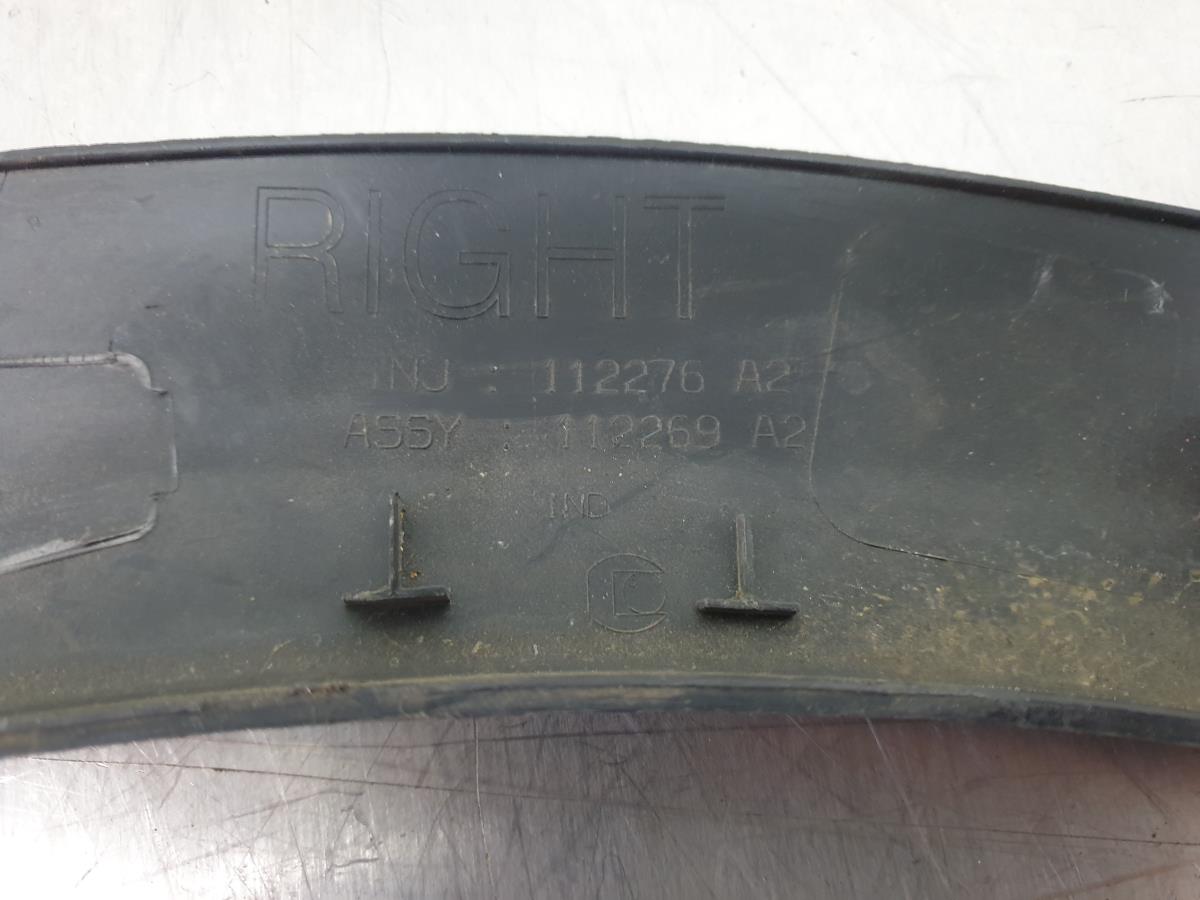 RIGHT
INJ : 112276 A2
ASSY : 112269 A2
IND